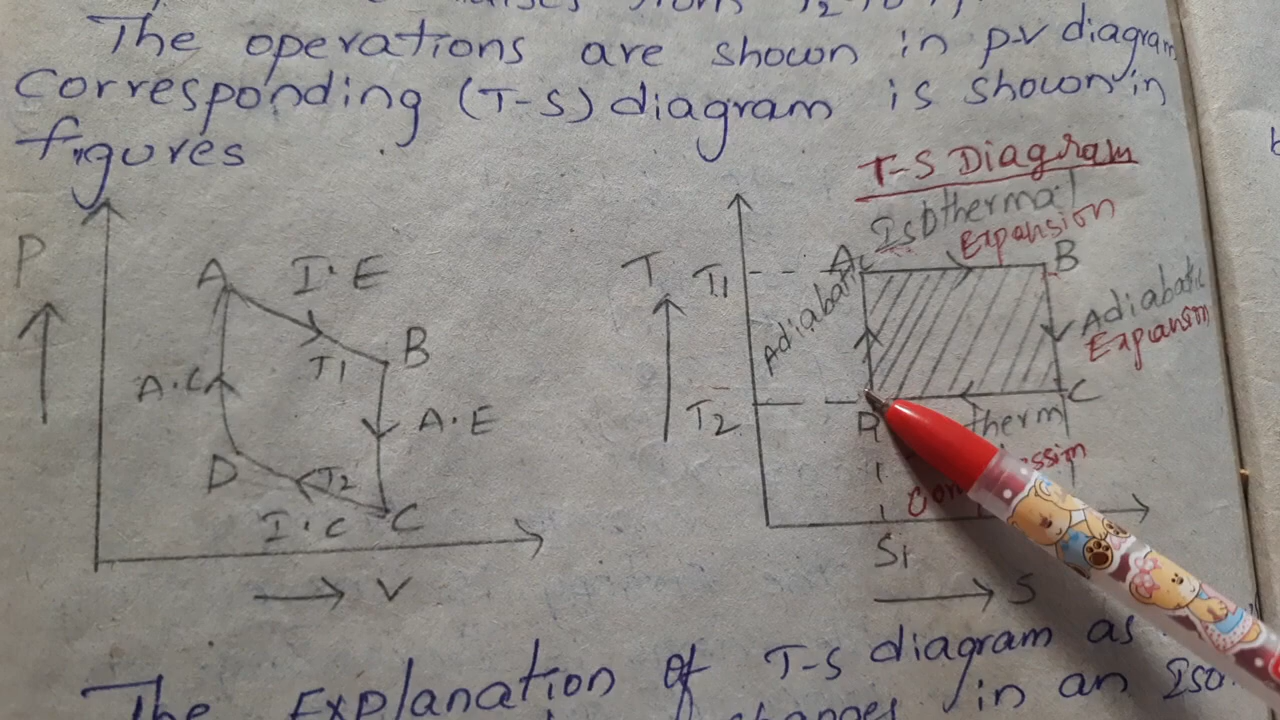 The operations are shown in p-v diagram
Corresponding (T-S) diagram is shown in
figures
T-S Diagram
P
A
I.E
T1
B
A.C
A.E
D
T2
I.C
C
V
Isothermal
Expansion
T
T1
A
B
Adiabatic
Adiabatic
Expansion
T2
D
C
S1
S
The Explanation of T-S diagram as
in an